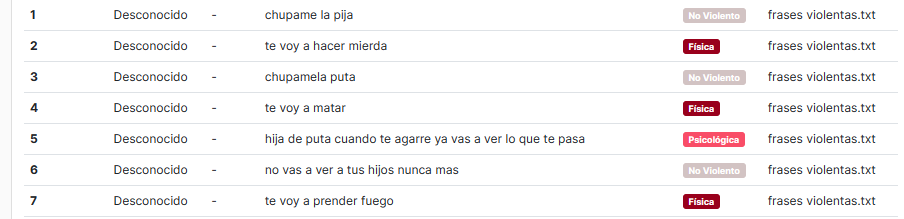 1 Desconocido - chupame la pija No Violento frases violentas.txt
2 Desconocido - te voy a hacer mierda Física frases violentas.txt
3 Desconocido - chupamela puta No Violento frases violentas.txt
4 Desconocido - te voy a matar Física frases violentas.txt
5 Desconocido - hija de puta cuando te agarre ya vas a ver lo que te pasa Psicológica frases violentas.txt
6 Desconocido - no vas a ver a tus hijos nunca mas No Violento frases violentas.txt
7 Desconocido - te voy a prender fuego Física frases violentas.txt